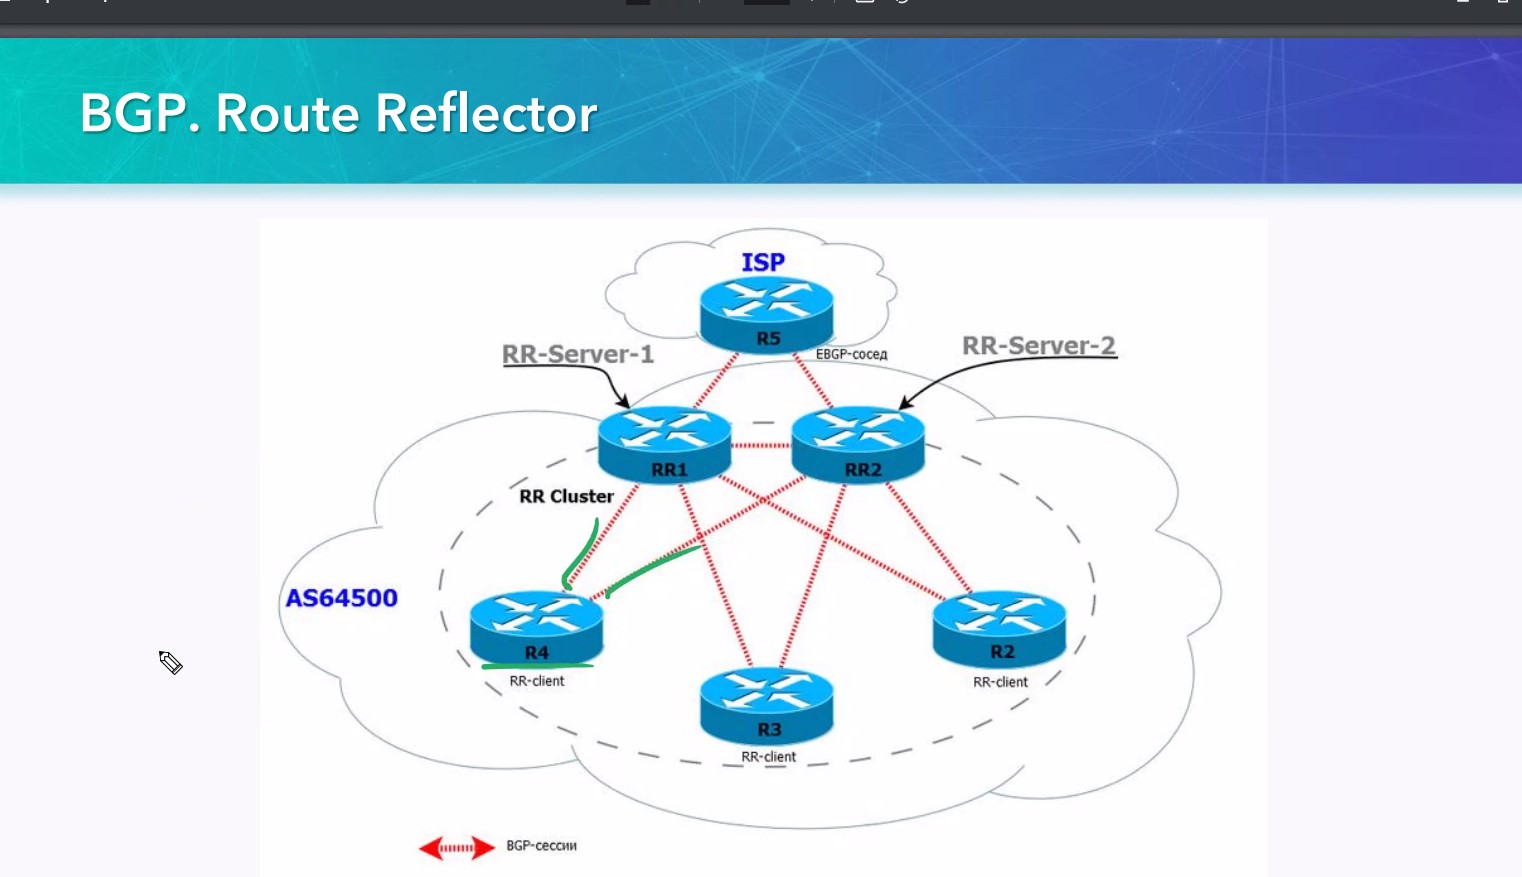 BGP. Route Reflector
ISP
R5
EBGP-сосед
RR-Server-1
RR-Server-2
RR1
RR2
RR Cluster
AS64500
R4
RR-client
R2
RR-client
R3
RR-client
BGP-сессии